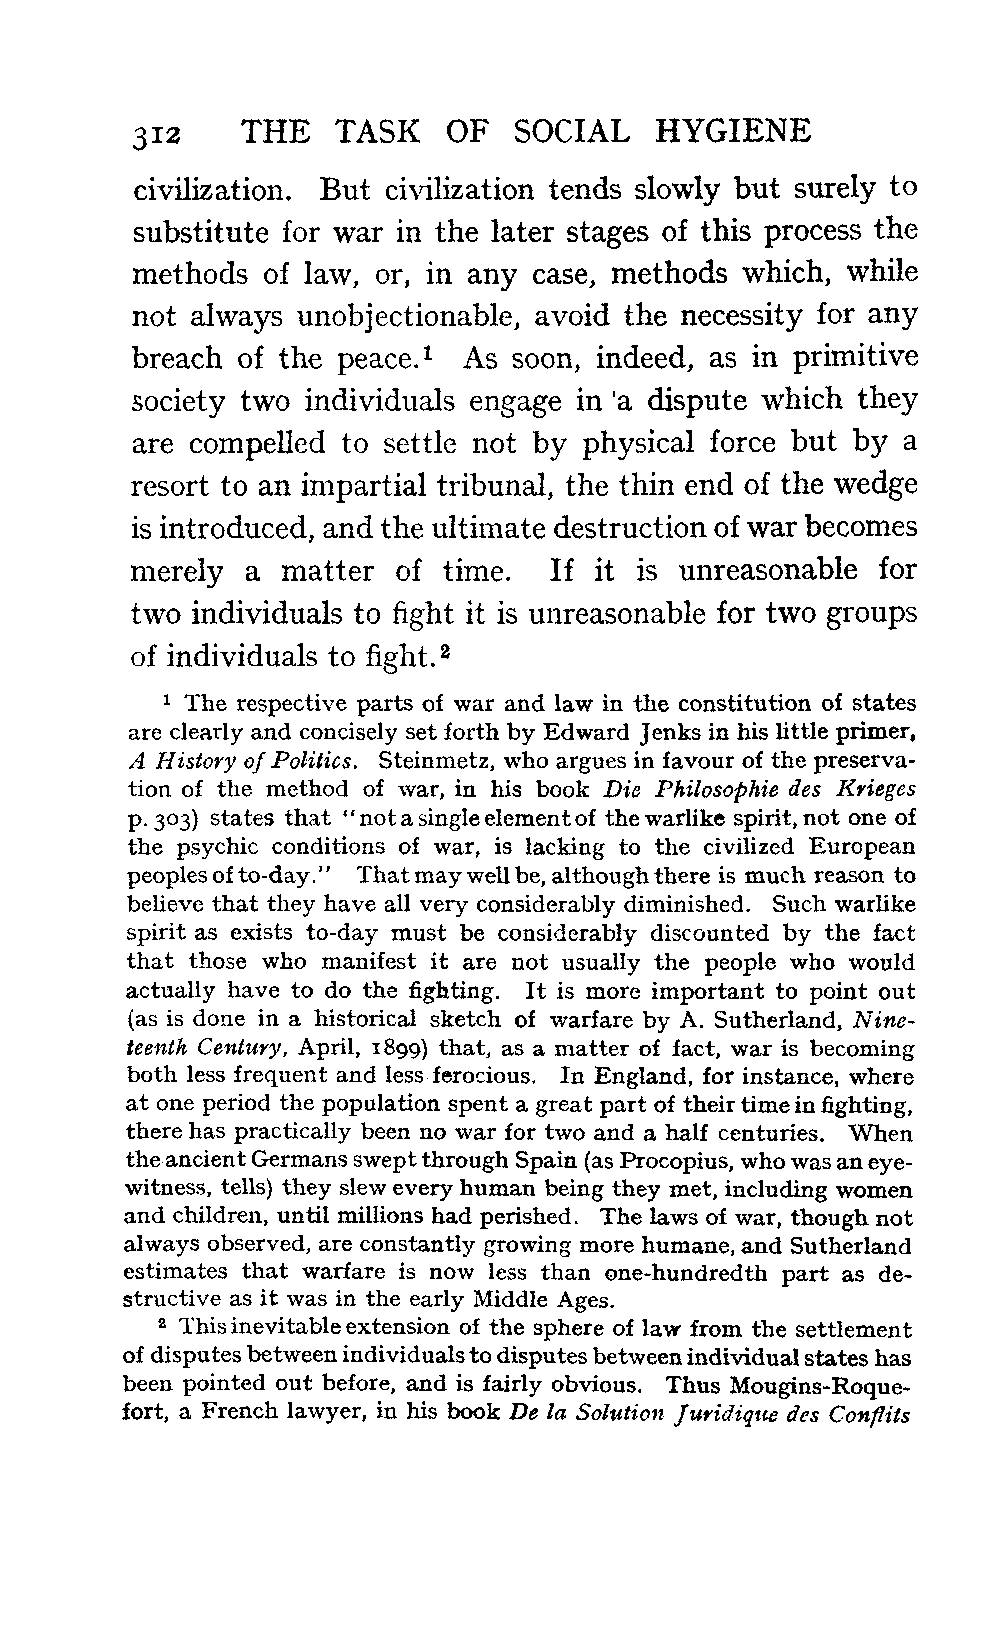 312 THE TASK OF SOCIAL HYGIENE
civilization. But civilization tends slowly but surely to
substitute for war in the later stages of this process the
methods of law, or, in any case, methods which, while
not always unobjectionable, avoid the necessity for any
breach of the peace.¹ As soon, indeed, as in primitive
society two individuals engage in 'a dispute which they
are compelled to settle not by physical force but by a
resort to an impartial tribunal, the thin end of the wedge
is introduced, and the ultimate destruction of war becomes
merely a matter of time. If it is unreasonable for
two individuals to fight it is unreasonable for two groups
of individuals to fight.²
¹ The respective parts of war and law in the constitution of states
are clearly and concisely set forth by Edward Jenks in his little primer,
A History of Politics. Steinmetz, who argues in favour of the preserva-
tion of the method of war, in his book Die Philosophie des Krieges
p. 303) states that "not a single element of the warlike spirit, not one of
the psychic conditions of war, is lacking to the civilized European
peoples of to-day." That may well be, although there is much reason to
believe that they have all very considerably diminished. Such warlike
spirit as exists to-day must be considerably discounted by the fact
that those who manifest it are not usually the people who would
actually have to do the fighting. It is more important to point out
(as is done in a historical sketch of warfare by A. Sutherland, Nine-
teenth Century, April, 1899) that, as a matter of fact, war is becoming
both less frequent and less ferocious. In England, for instance, where
at one period the population spent a great part of their time in fighting,
there has practically been no war for two and a half centuries. When
the ancient Germans swept through Spain (as Procopius, who was an eye-
witness, tells) they slew every human being they met, including women
and children, until millions had perished. The laws of war, though not
always observed, are constantly growing more humane, and Sutherland
estimates that warfare is now less than one-hundredth part as de-
structive as it was in the early Middle Ages.
² This inevitable extension of the sphere of law from the settlement
of disputes between individuals to disputes between individual states has
been pointed out before, and is fairly obvious. Thus Mougins-Roque-
fort, a French lawyer, in his book De la Solution Juridique des Conflits